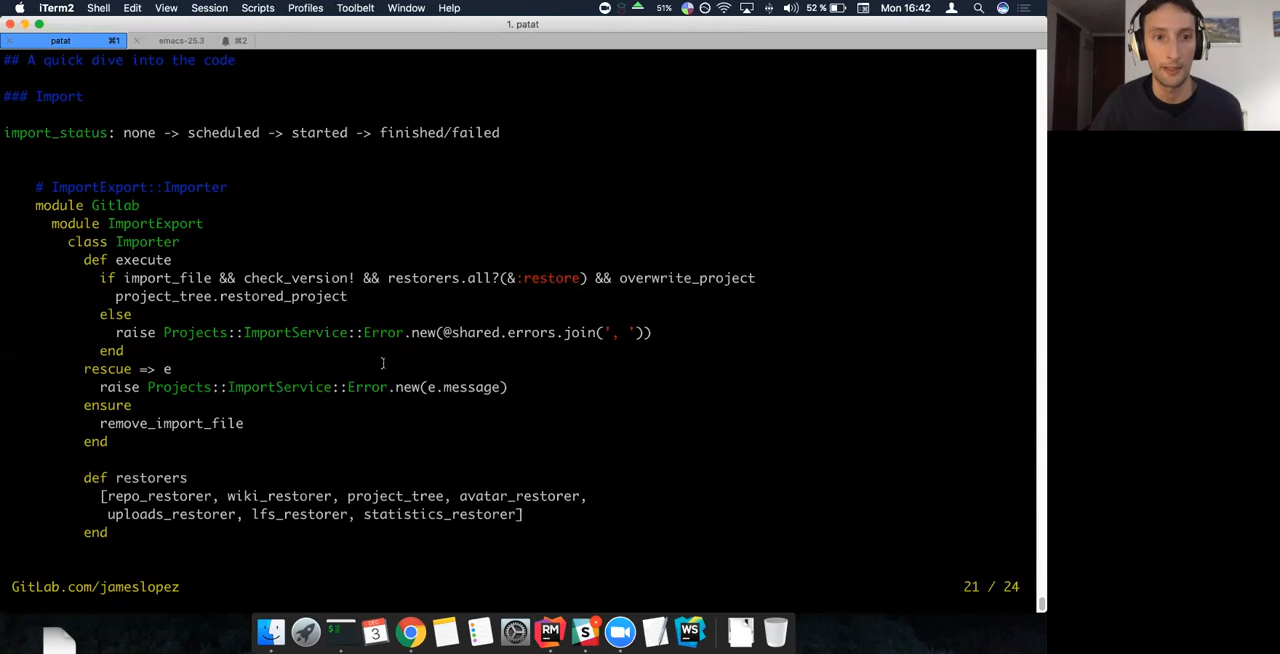 iTerm2 Shell Edit View Session Scripts Profiles Toolbelt Window Help 51% 52 % Mon 16:42
1. patat
patat ⌘1 emacs-25.3 ⌘2
## A quick dive into the code
### Import
import_status: none -> scheduled -> started -> finished/failed
# ImportExport::Importer
module Gitlab
module ImportExport
class Importer
def execute
if import_file && check_version! && restorers.all?(&:restore) && overwrite_project
project_tree.restored_project
else
raise Projects::ImportService::Error.new(@shared.errors.join(', '))
end
rescue => e
raise Projects::ImportService::Error.new(e.message)
ensure
remove_import_file
end
def restorers
[repo_restorer, wiki_restorer, project_tree, avatar_restorer,
uploads_restorer, lfs_restorer, statistics_restorer]
end
GitLab.com/jameslopez 21 / 24
DEC
3
RM
S
WS